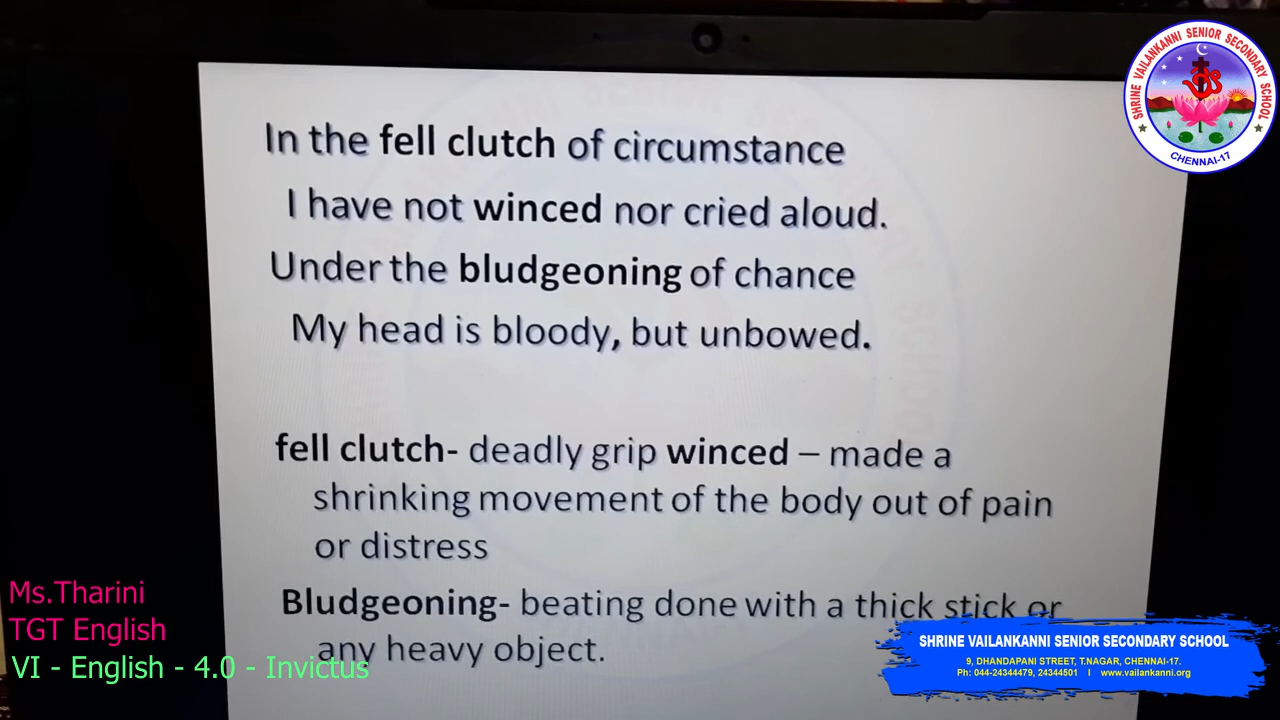 In the fell clutch of circumstance
I have not winced nor cried aloud.
Under the bludgeoning of chance
My head is bloody, but unbowed.
fell clutch- deadly grip winced – made a
shrinking movement of the body out of pain
or distress
Bludgeoning- beating done with a thick stick or
any heavy object.
SHRINE VAILANKANNI SENIOR SECONDARY SCHOOL
CHENNAI-17
Ms.Tharini
TGT English
VI - English - 4.0 - Invictus
SHRINE VAILANKANNI SENIOR SECONDARY SCHOOL
9, DHANDAPANI STREET, T.NAGAR, CHENNAI-17.
Ph: 044-24344479, 24344501 I www.vailankanni.org